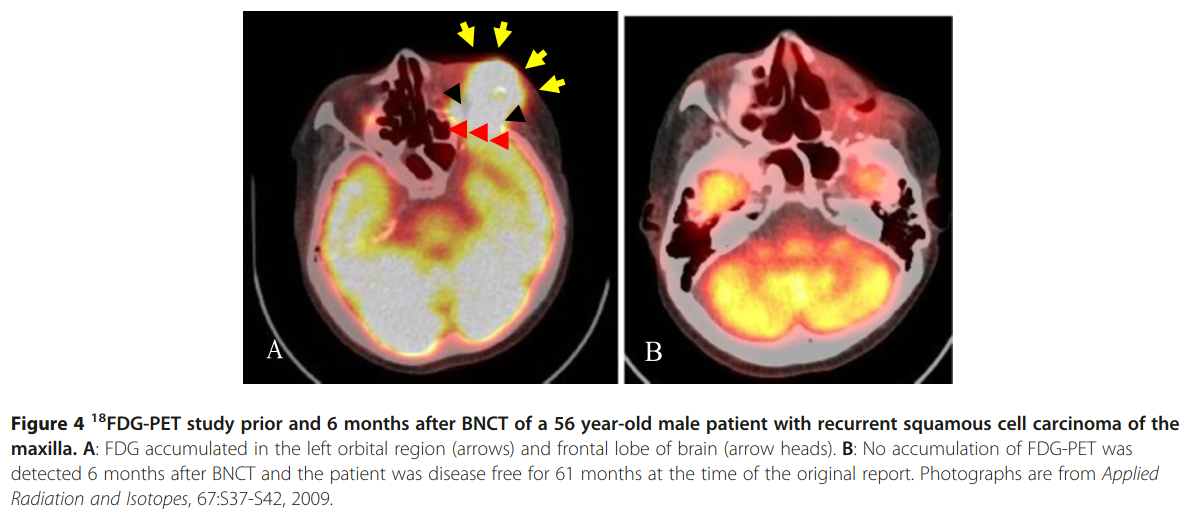 A
B
Figure 4 ¹⁸FDG-PET study prior and 6 months after BNCT of a 56 year-old male patient with recurrent squamous cell carcinoma of the
maxilla. A: FDG accumulated in the left orbital region (arrows) and frontal lobe of brain (arrow heads). B: No accumulation of FDG-PET was
detected 6 months after BNCT and the patient was disease free for 61 months at the time of the original report. Photographs are from Applied
Radiation and Isotopes, 67:S37-S42, 2009.